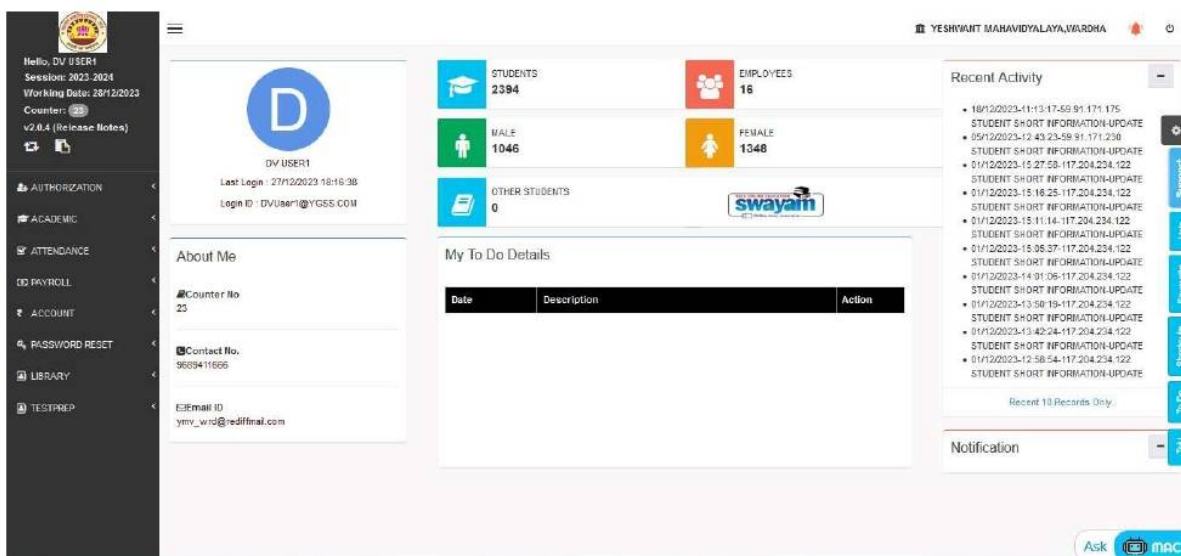 YESHWANT MAHAVIDYALAYA,WARDHA
Hello, DV USER1
Session: 2023-2024
Working Date: 28/12/2023
Counter: 23
v2.0.4 (Release Notes)
AUTHORIZATION
ACADEMIC
ATTENDANCE
PAYROLL
ACCOUNT
PASSWORD RESET
LIBRARY
TESTPREP
D
DV USER1
Last Login : 27/12/2023 18:16:38
Login ID : DVUser1@YGSS.COM
About Me
Counter No
23
Contact No.
9689411666
Email ID
ymv_wrd@rediffmail.com
STUDENTS
2394
EMPLOYEES
16
MALE
1046
FEMALE
1348
OTHER STUDENTS
0
swayam
My To Do Details
Date Description Action
Recent Activity
18/12/2023-11:13:17-59.91.171.175
STUDENT SHORT INFORMATION-UPDATE
05/12/2023-12:43:23-59.91.171.230
STUDENT SHORT INFORMATION-UPDATE
01/12/2023-15:27:58-117.204.234.122
STUDENT SHORT INFORMATION-UPDATE
01/12/2023-15:16:25-117.204.234.122
STUDENT SHORT INFORMATION-UPDATE
01/12/2023-15:11:14-117.204.234.122
STUDENT SHORT INFORMATION-UPDATE
01/12/2023-15:05:37-117.204.234.122
STUDENT SHORT INFORMATION-UPDATE
01/12/2023-14:01:06-117.204.234.122
STUDENT SHORT INFORMATION-UPDATE
01/12/2023-13:50:19-117.204.234.122
STUDENT SHORT INFORMATION-UPDATE
01/12/2023-13:42:24-117.204.234.122
STUDENT SHORT INFORMATION-UPDATE
01/12/2023-12:58:54-117.204.234.122
STUDENT SHORT INFORMATION-UPDATE
Recent 10 Records Only.
Notification
Support
Ask MAC